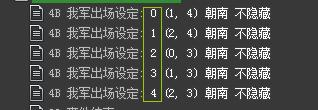 4B 我军出场设定:0 (1, 4) 朝南 不隐藏
4B 我军出场设定:1 (2, 4) 朝南 不隐藏
4B 我军出场设定:2 (0, 3) 朝南 不隐藏
4B 我军出场设定:3 (1, 3) 朝南 不隐藏
4B 我军出场设定:4 (2, 3) 朝南 不隐藏